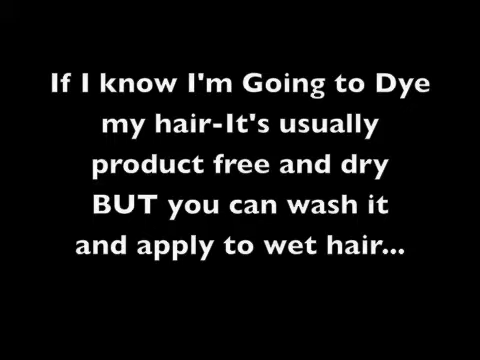 If I know I'm Going to Dye
my hair-It's usually
product free and dry
BUT you can wash it
and apply to wet hair...